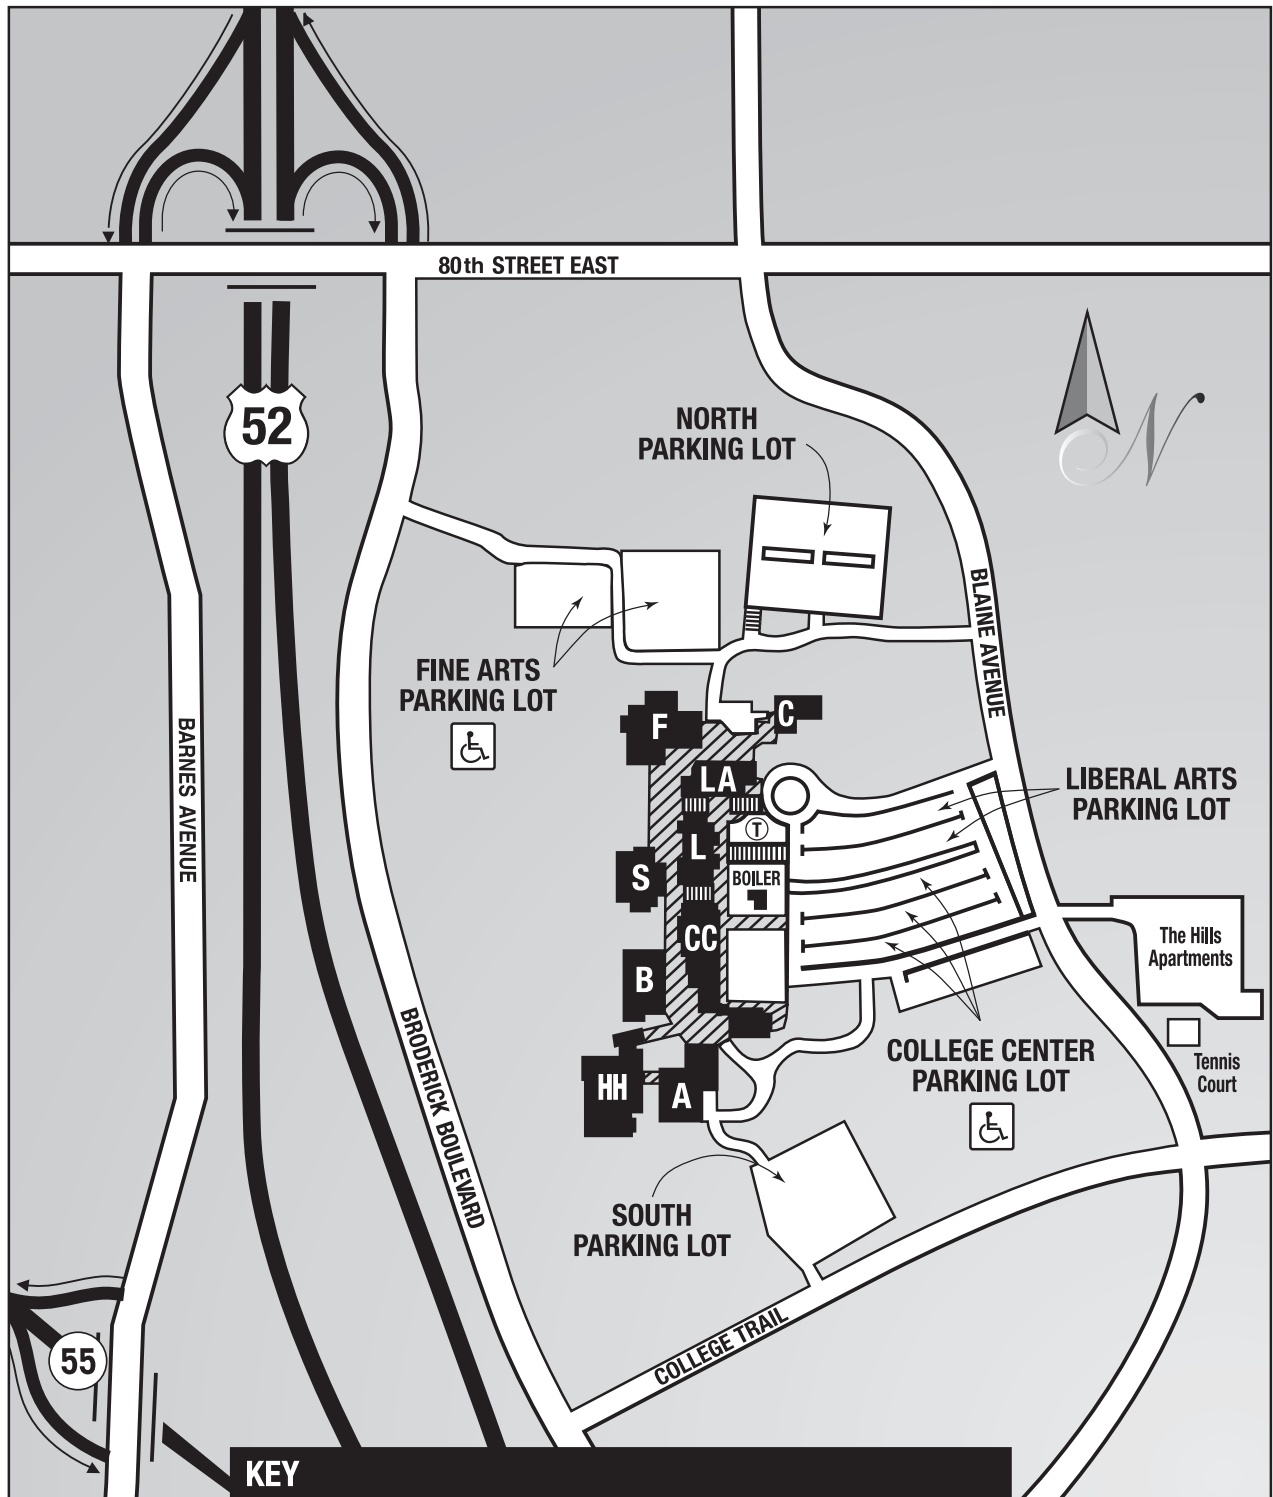 80th STREET EAST
52
N
NORTH
PARKING LOT
BLAINE AVENUE
FINE ARTS
PARKING LOT
BARNES AVENUE
F
C
LA
LIBERAL ARTS
PARKING LOT
T
L
S
BOILER
CC
The Hills
Apartments
B
BRODERICK BOULEVARD
COLLEGE CENTER
PARKING LOT
Tennis
Court
HH
A
SOUTH
PARKING LOT
COLLEGE TRAIL
55
KEY